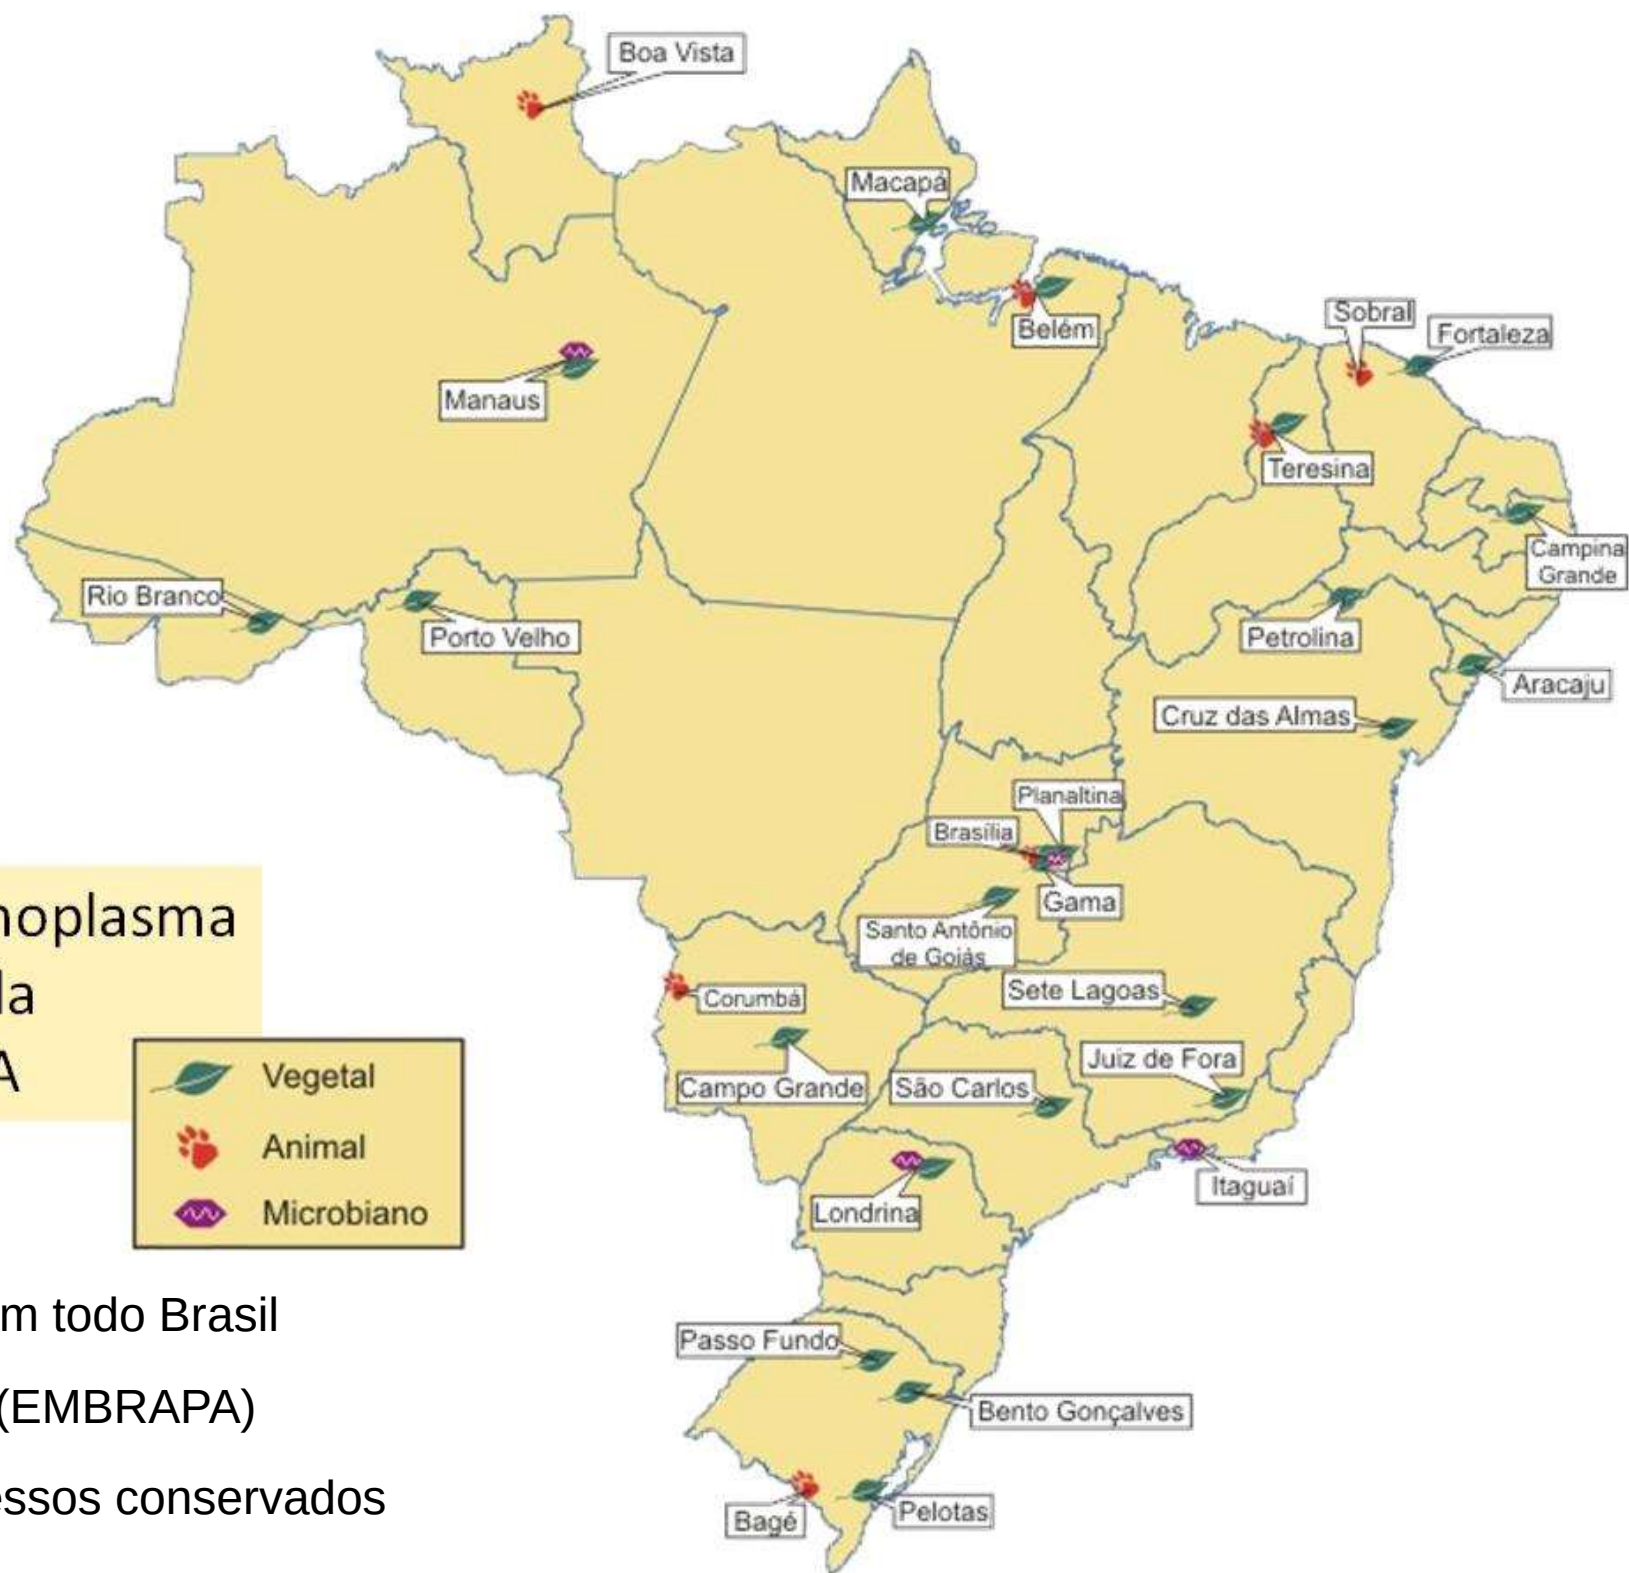 Boa Vista
Macapá
Belém
Sobral
Fortaleza
Manaus
Teresina
Campina
Grande
Rio Branco
Porto Velho
Petrolina
Aracaju
Cruz das Almas
Planaltina
Brasília
Gama
Santo Antônio
de Goiás
Sete Lagoas
Corumbá
Juiz de Fora
Campo Grande
São Carlos
Itaguaí
Londrina
Passo Fundo
Bento Gonçalves
Bagé
Pelotas
noplasma
la
A
Vegetal
Animal
Microbiano
m todo Brasil
(EMBRAPA)
essos conservados